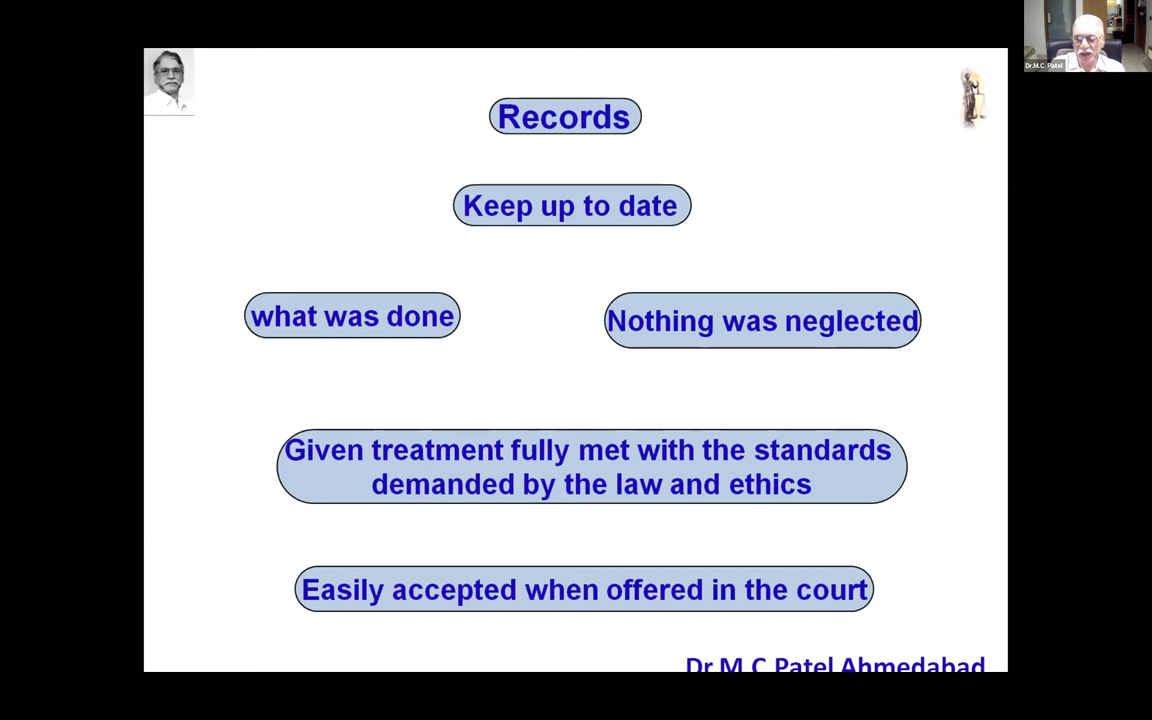 Dr.M.C. Patel
Records
Keep up to date
what was done
Nothing was neglected
Given treatment fully met with the standards
demanded by the law and ethics
Easily accepted when offered in the court
Dr.M.C.Patel Ahmedabad